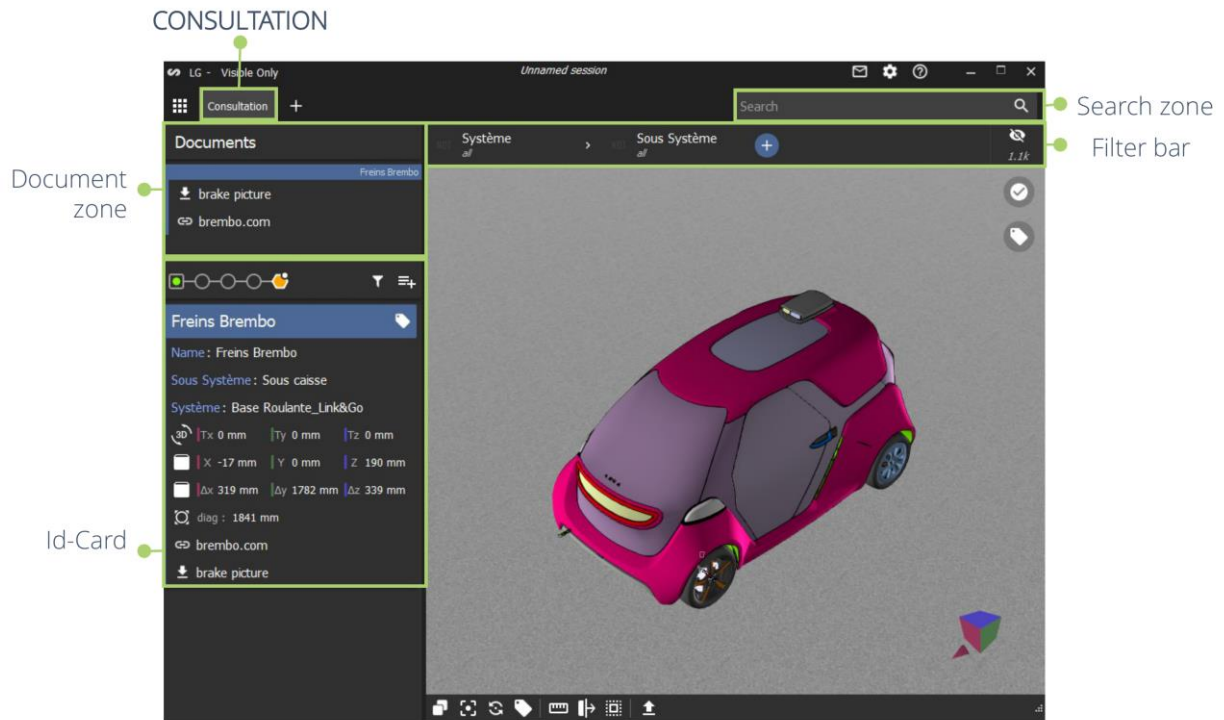 CONSULTATION
LG - Visible Only
Unnamed session
Consultation
Search
Search zone
Documents
Système
all
Sous Système
all
1.1k
Filter bar
Freins Brembo
brake picture
brembo.com
Document
zone
Freins Brembo
Name : Freins Brembo
Sous Système : Sous caisse
Système : Base Roulante_Link&Go
3D Tx 0 mm Ty 0 mm Tz 0 mm
X -17 mm Y 0 mm Z 190 mm
Δx 319 mm Δy 1782 mm Δz 339 mm
diag : 1841 mm
brembo.com
brake picture
Id-Card